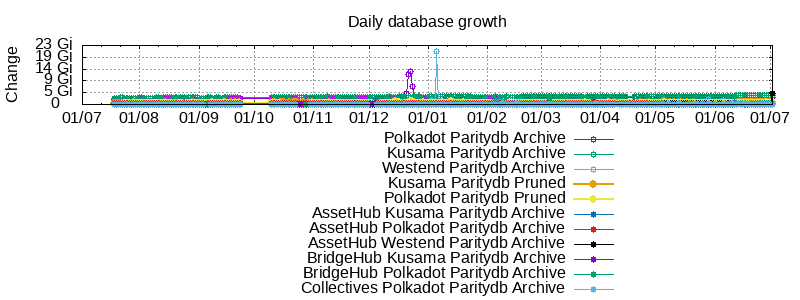 Daily database growth
Change
23 Gi
19 Gi
14 Gi
9 Gi
5 Gi
0
01/07 01/08 01/09 01/10 01/11 01/12 01/01 01/02 01/03 01/04 01/05 01/06 01/07
Polkadot Paritydb Archive
Kusama Paritydb Archive
Westend Paritydb Archive
Kusama Paritydb Pruned
Polkadot Paritydb Pruned
AssetHub Kusama Paritydb Archive
AssetHub Polkadot Paritydb Archive
AssetHub Westend Paritydb Archive
BridgeHub Kusama Paritydb Archive
BridgeHub Polkadot Paritydb Archive
Collectives Polkadot Paritydb Archive